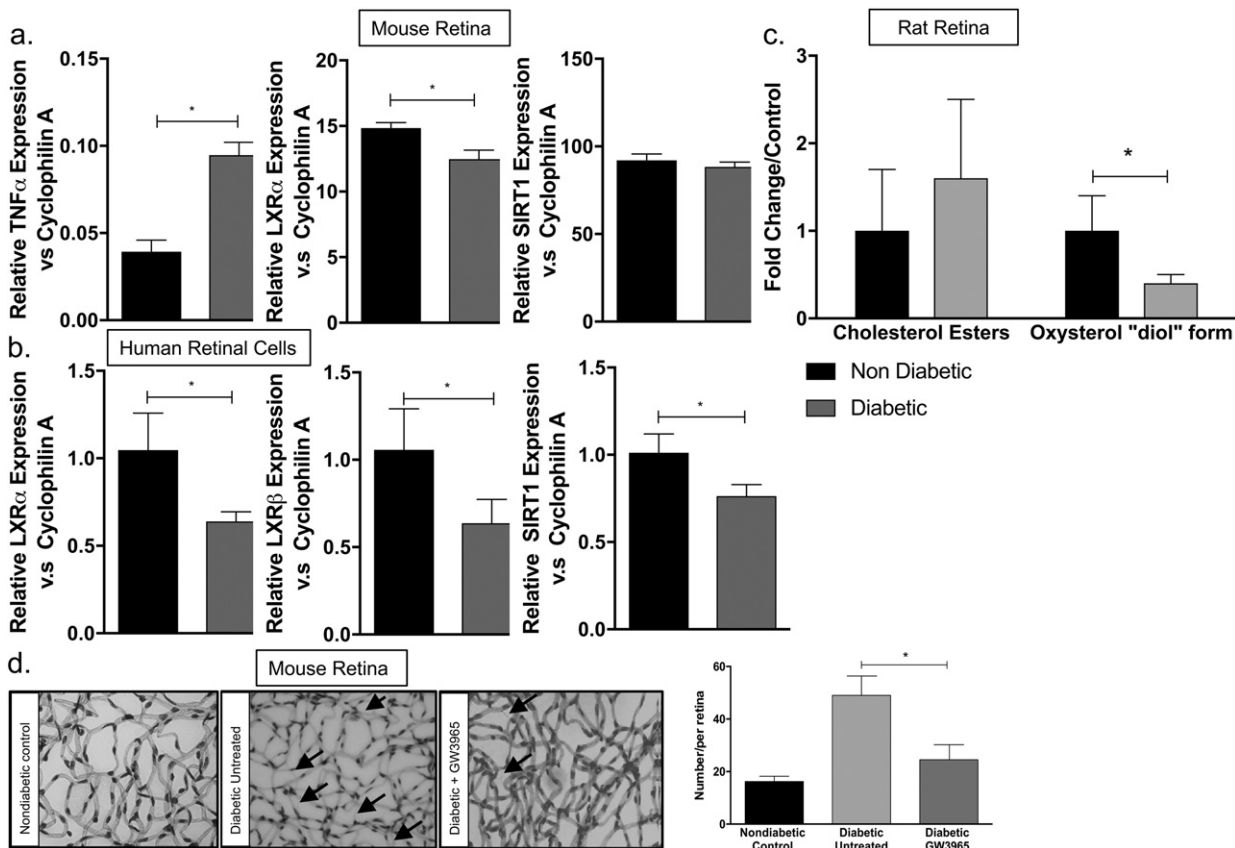 a.
Mouse Retina
Relative TNFα Expression
vs Cyclophilin A
0.15
0.10
0.05
0.00
*
Relative LXRα Expression
v.s Cyclophilin A
20
15
10
5
0
*
Relative SIRT1 Expression
v.s Cyclophilin A
150
100
50
0
c.
Rat Retina
Fold Change/Control
3
2
1
0
*
Cholesterol Esters
Oxysterol "diol" form
Non Diabetic
Diabetic
b.
Human Retinal Cells
Relative LXRα Expression
v.s Cyclophilin A
1.5
1.0
0.5
0.0
*
Relative LXRβ Expression
v.s Cyclophilin A
1.5
1.0
0.5
0.0
*
Relative SIRT1 Expression
v.s Cyclophilin A
1.5
1.0
0.5
0.0
*
d.
Mouse Retina
Nondiabetic control
Diabetic Untreated
Diabetic + GW3965
Number/per retina
60
40
20
0
*
Nondiabetic
Control
Diabetic
Untreated
Diabetic
GW3965